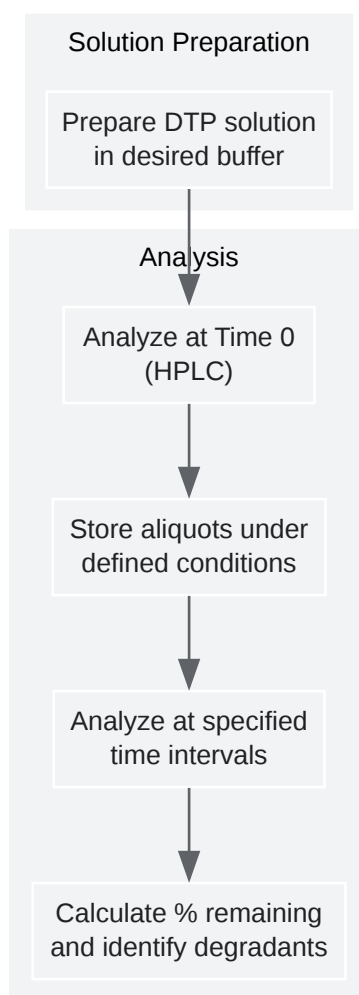 Solution Preparation
Prepare DTP solution
in desired buffer
Analysis
Analyze at Time 0
(HPLC)
Store aliquots under
defined conditions
Analyze at specified
time intervals
Calculate % remaining
and identify degradants